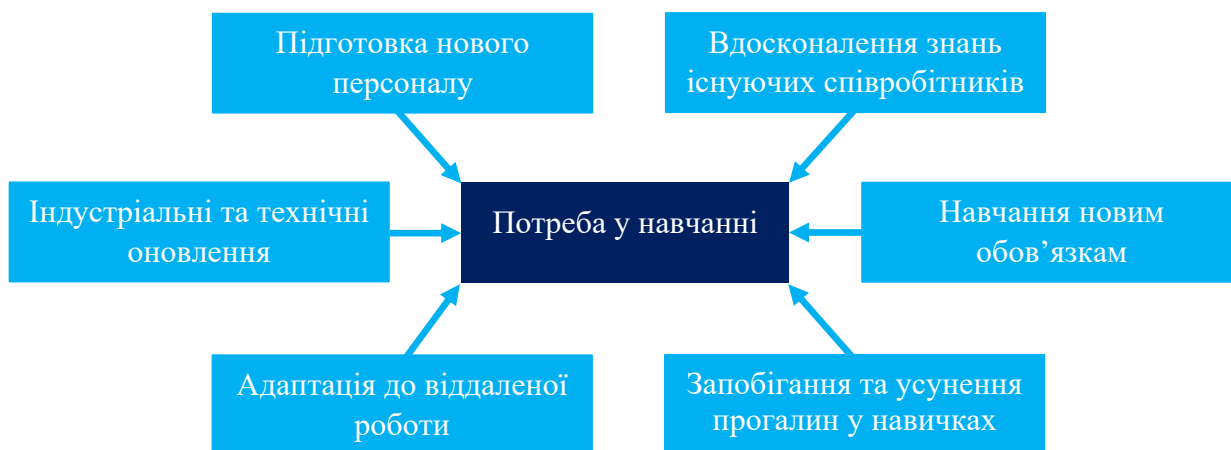 Підготовка нового
персоналу
Вдосконалення знань
існуючих співробітників
Індустріальні та технічні
оновлення
Потреба у навчанні
Навчання новим
обов’язкам
Адаптація до віддаленої
роботи
Запобігання та усунення
прогалин у навичках